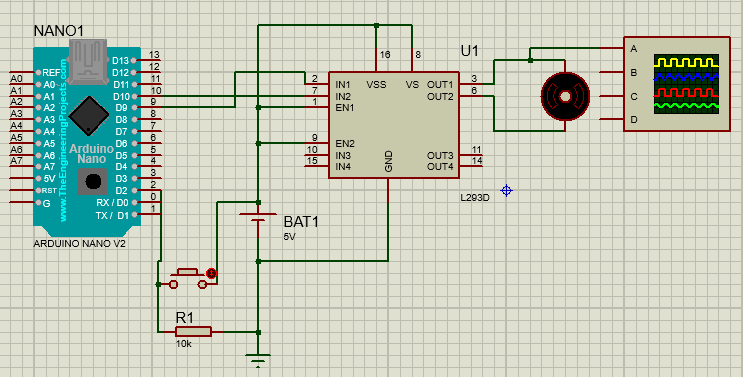 NANO1
www.TheEngineeringProjects.com
Arduino
Nano
REF
A0
A1
A2
A3
A4
A5
A6
A7
5V
RST
G
A0
A1
A2
A3
A4
A5
A6
A7
D13
D12
D11
D10
D9
D8
D7
D6
D5
D4
D3
D2
RX / D0
TX / D1
13
12
11
10
9
8
7
6
5
4
3
2
0
1
ARDUINO NANO V2
R1
10k
BAT1
5V
U1
16
8
VSS
VS
2
7
1
9
10
15
IN1
IN2
EN1
EN2
IN3
IN4
GND
OUT1
OUT2
OUT3
OUT4
3
6
11
14
L293D
A
B
C
D